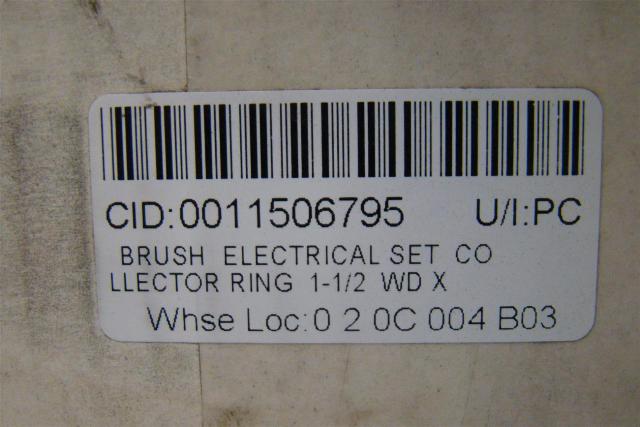 CID:0011506795 U/I:PC
BRUSH ELECTRICAL SET CO
LLECTOR RING 1-1/2 WD X
Whse Loc:0 2 0C 004 B03